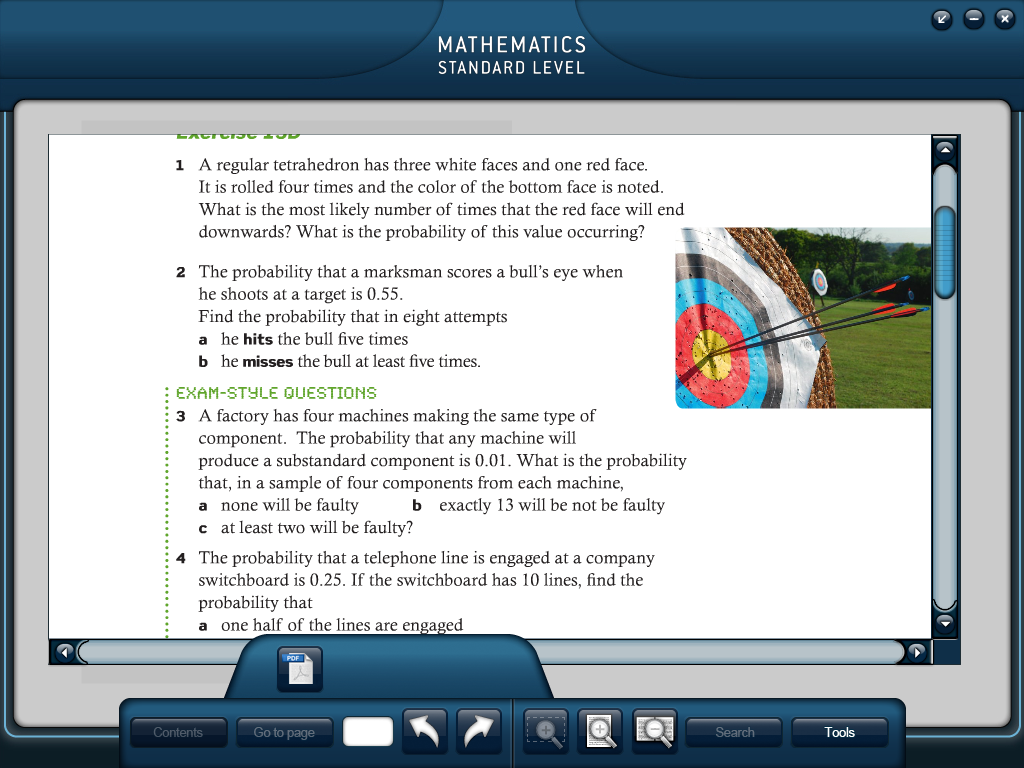 MATHEMATICS
STANDARD LEVEL
Exercise 15D
1 A regular tetrahedron has three white faces and one red face.
It is rolled four times and the color of the bottom face is noted.
What is the most likely number of times that the red face will end
downwards? What is the probability of this value occurring?
2 The probability that a marksman scores a bull's eye when
he shoots at a target is 0.55.
Find the probability that in eight attempts
a he hits the bull five times
b he misses the bull at least five times.
EXAM-STYLE QUESTIONS
3 A factory has four machines making the same type of
component. The probability that any machine will
produce a substandard component is 0.01. What is the probability
that, in a sample of four components from each machine,
a none will be faulty b exactly 13 will be not be faulty
c at least two will be faulty?
4 The probability that a telephone line is engaged at a company
switchboard is 0.25. If the switchboard has 10 lines, find the
probability that
a one half of the lines are engaged
PDF
Contents Go to page Search Tools